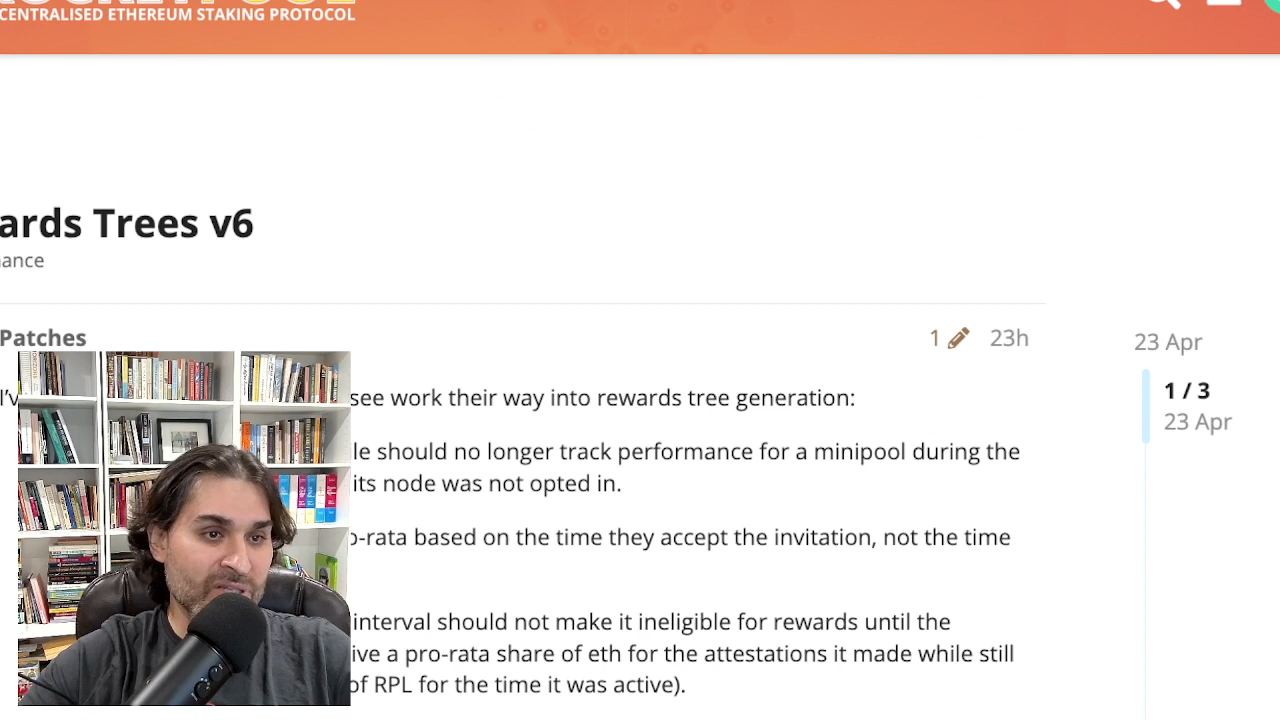 CENTRALISED ETHEREUM STAKING PROTOCOL
ards Trees v6
ance
Patches
1
23h
23 Apr
1 / 3
23 Apr
I'v
see work their way into rewards tree generation:
le should no longer track performance for a minipool during the
its node was not opted in.
o-rata based on the time they accept the invitation, not the time
interval should not make it ineligible for rewards until the
ive a pro-rata share of eth for the attestations it made while still
of RPL for the time it was active).